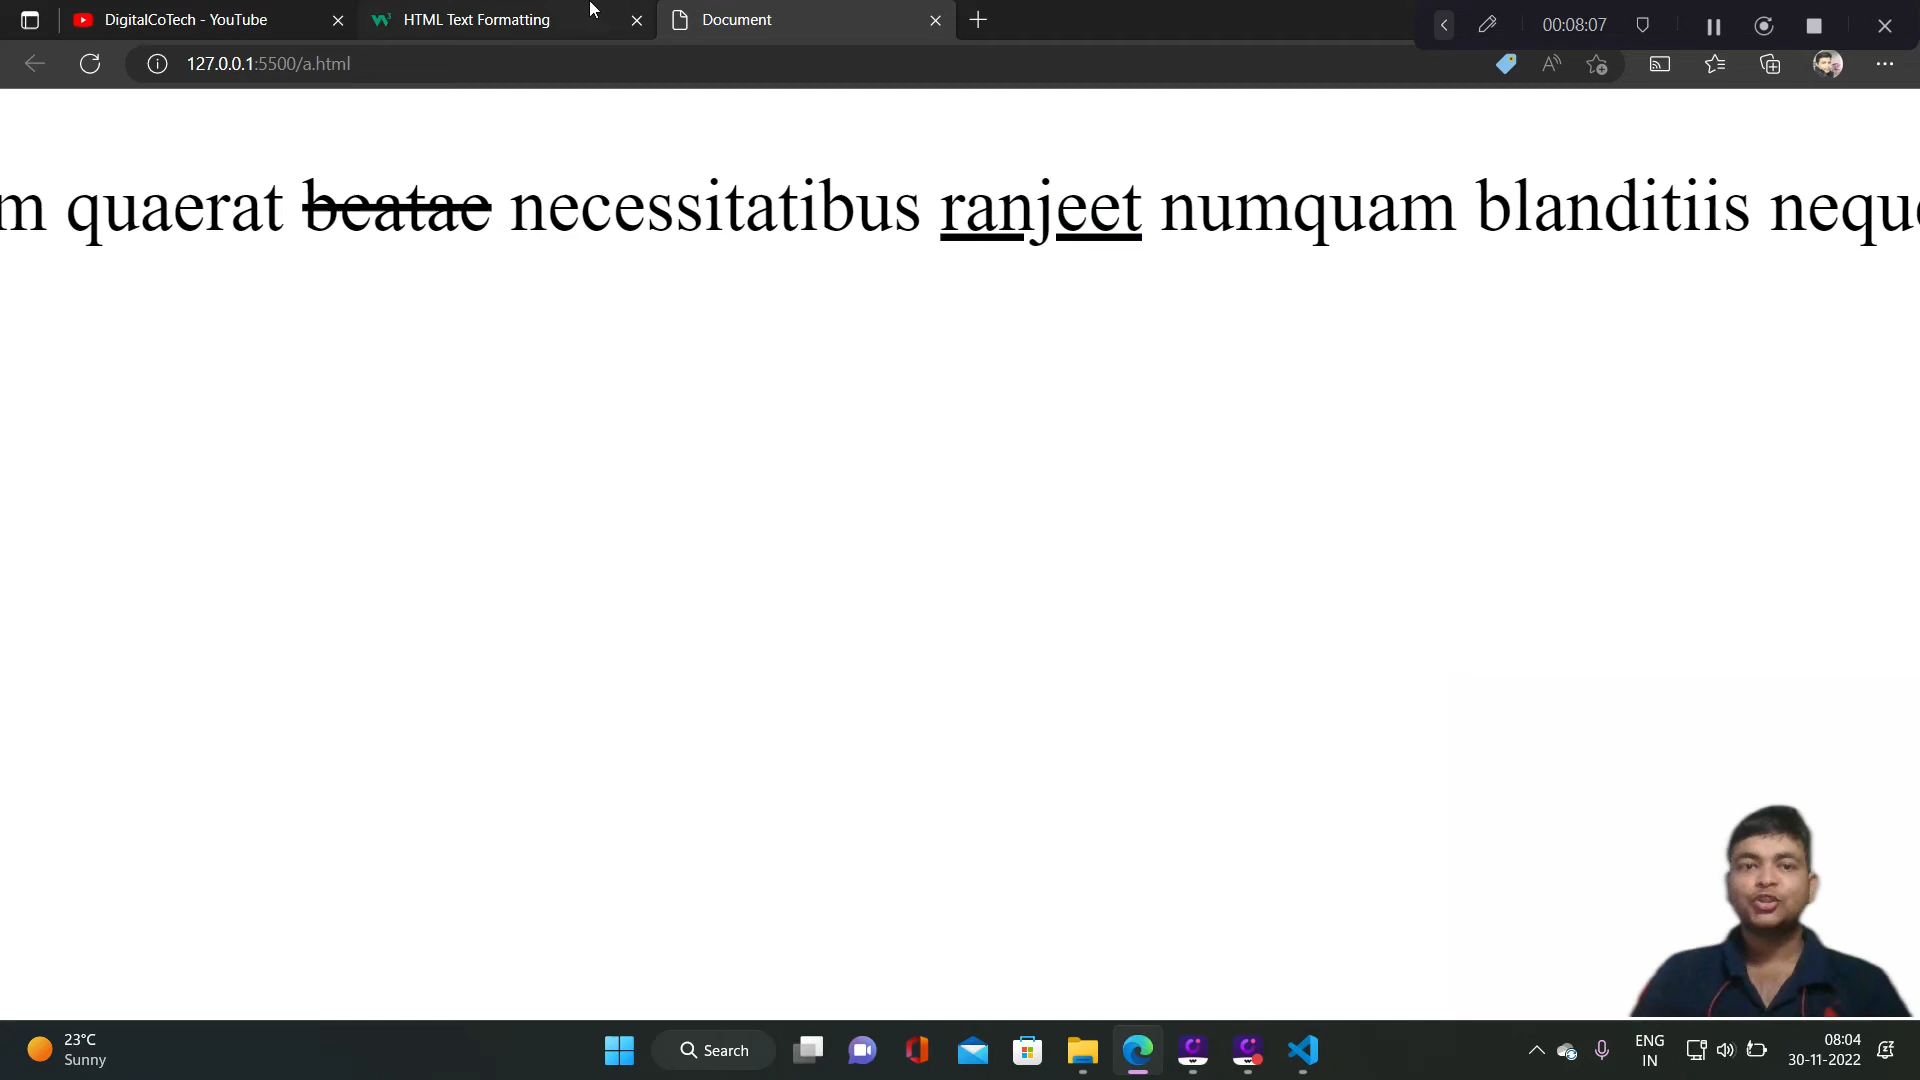 DigitalCoTech - YouTube
HTML Text Formatting
Document
00:08:07
127.0.0.1:5500/a.html
m quaerat beatae necessitatibus ranjeet numquam blanditiis neque
23°C
Sunny
Search
ENG
IN
08:04
30-11-2022